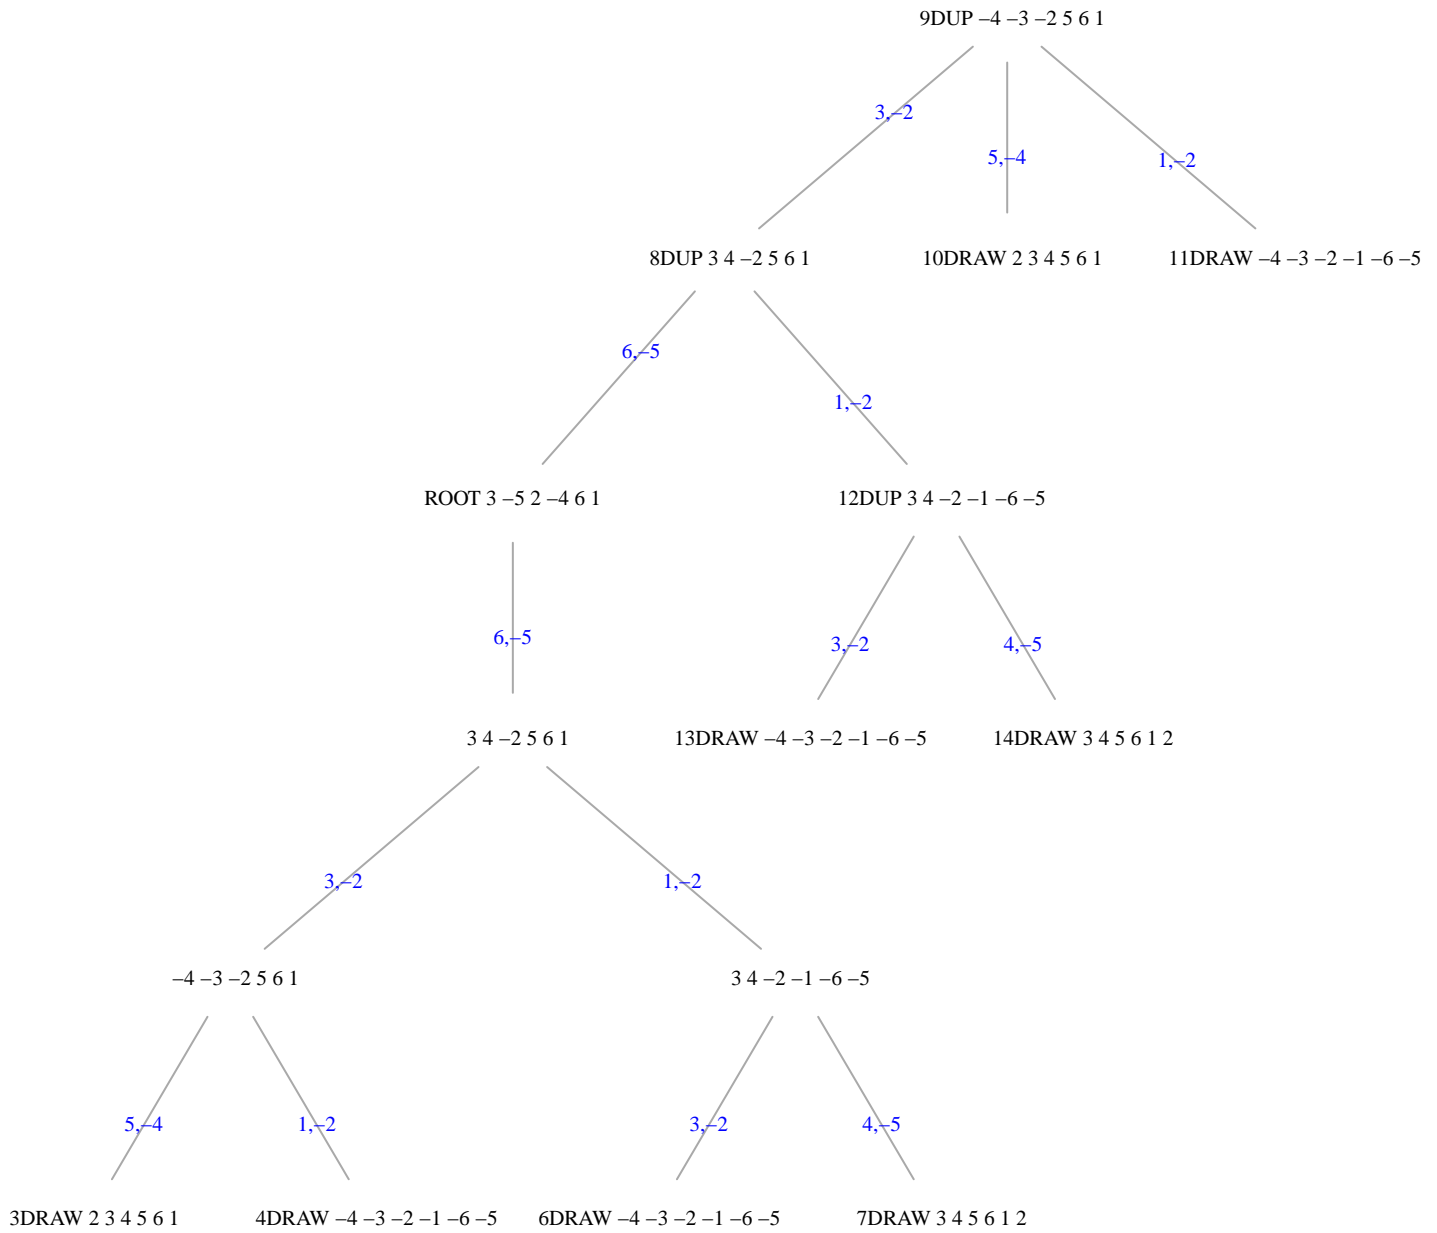 9DUP –4 –3 –2 5 6 1
3,–2
5,–4
1,–2
8DUP 3 4 –2 5 6 1
10DRAW 2 3 4 5 6 1
11DRAW –4 –3 –2 –1 –6 –5
6,–5
1,–2
ROOT 3 –5 2 –4 6 1
12DUP 3 4 –2 –1 –6 –5
6,–5
3,–2
4,–5
3 4 –2 5 6 1
13DRAW –4 –3 –2 –1 –6 –5
14DRAW 3 4 5 6 1 2
3,–2
1,–2
–4 –3 –2 5 6 1
3 4 –2 –1 –6 –5
5,–4
1,–2
3,–2
4,–5
3DRAW 2 3 4 5 6 1
4DRAW –4 –3 –2 –1 –6 –5
6DRAW –4 –3 –2 –1 –6 –5
7DRAW 3 4 5 6 1 2